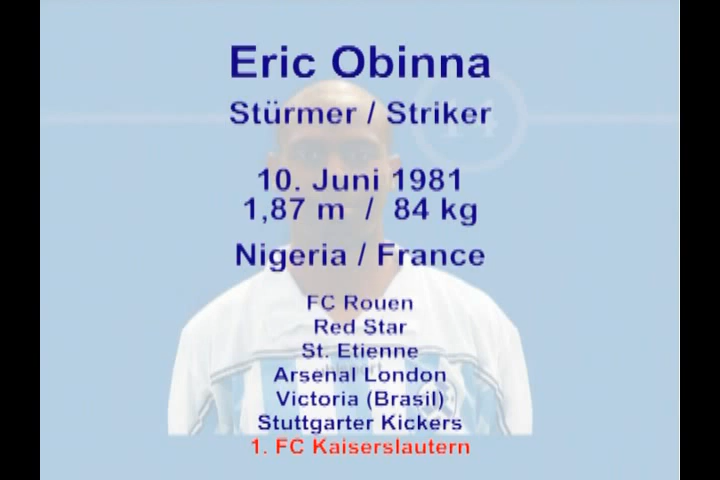 Eric Obinna
Stürmer / Striker
10. Juni 1981
1,87 m / 84 kg
Nigeria / France
FC Rouen
Red Star
St. Etienne
Arsenal London
Victoria (Brasil)
Stuttgarter Kickers
1. FC Kaiserslautern